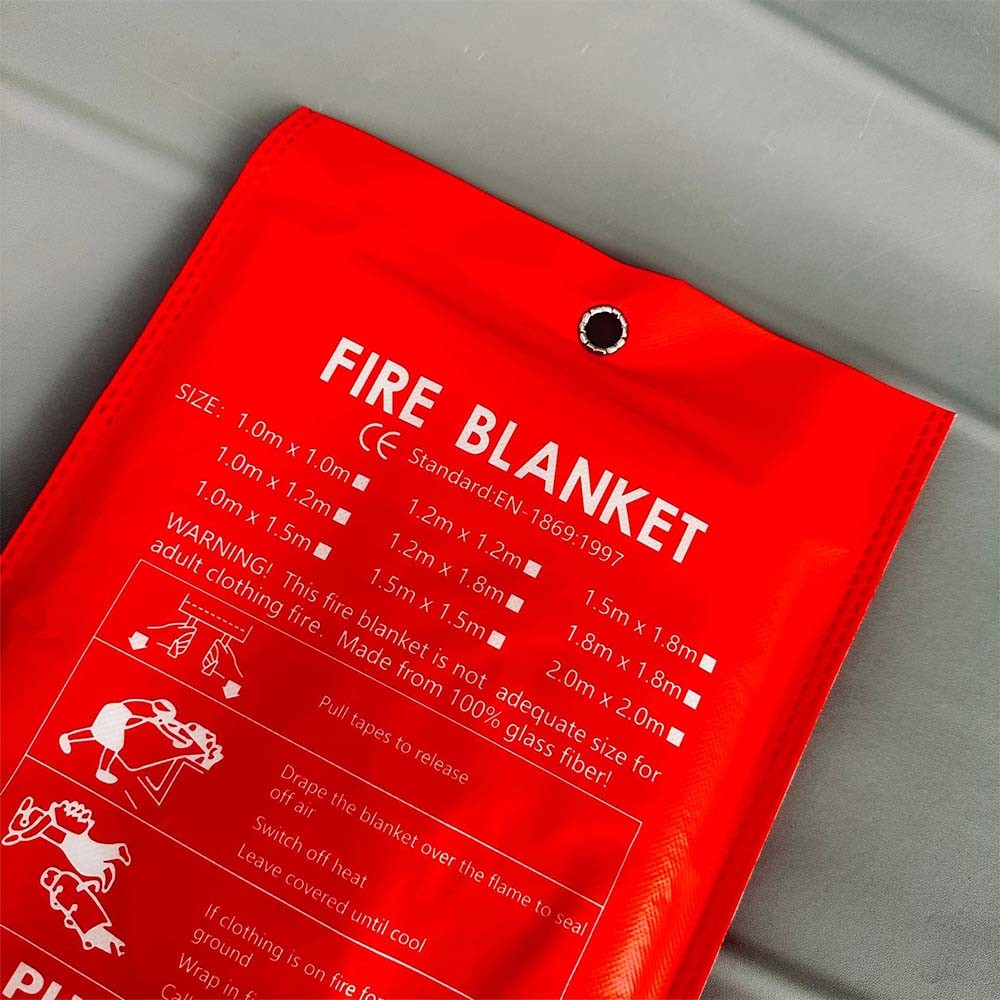 FIRE BLANKET
CE Standard:EN-1869:1997
SIZE: 1.0m x 1.0m 1.2m x 1.2m 1.5m x 1.8m
1.0m x 1.2m 1.2m x 1.8m 1.8m x 1.8m
1.0m x 1.5m 1.5m x 1.5m 2.0m x 2.0m
WARNING! This fire blanket is not adequate size for
adult clothing fire. Made from 100% glass fiber!
Pull tapes to release
Drape the blanket over the flame to seal
off air
Switch off heat
Leave covered until cool
If clothing is on fire
ground
Wrap in